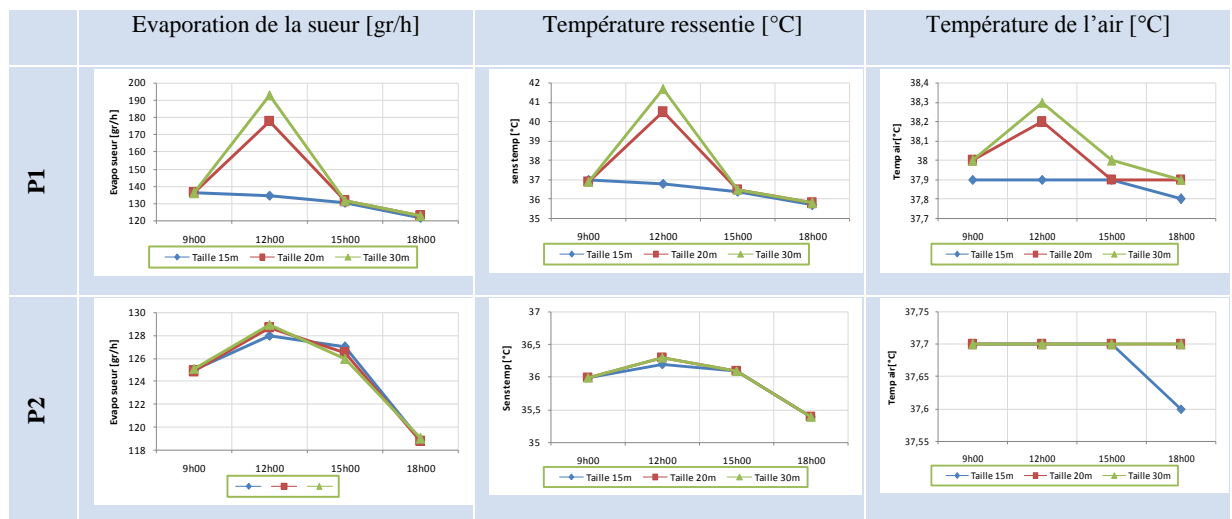 Evaporation de la sueur [gr/h]
Température ressentie [°C]
Température de l’air [°C]
P1
Evapo sueur [gr/h]
200
190
180
170
160
150
140
130
120
9h00 12h00 15h00 18h00
Taille 15m Taille 20m Taille 30m
sens temp [°C]
42
41
40
39
38
37
36
35
9h00 12h00 15h00 18h00
Taille 15m Taille 20m Taille 30m
Temp air[°C]
38,4
38,3
38,2
38,1
38
37,9
37,8
37,7
9h00 12h00 15h00 18h00
Taille 15m Taille 20m Taille 30m
P2
Evapo sueur [gr/h]
130
128
126
124
122
120
118
9h00 12h00 15h00 18h00
Sens temp [°C]
37
36,5
36
35,5
35
9h00 12h00 15h00 18h00
Taille 15m Taille 20m Taille 30m
Temp air[°C]
37,75
37,7
37,65
37,6
37,55
9h00 12h00 15h00 18h00
Taille 15m Taille 20m Taille 30m